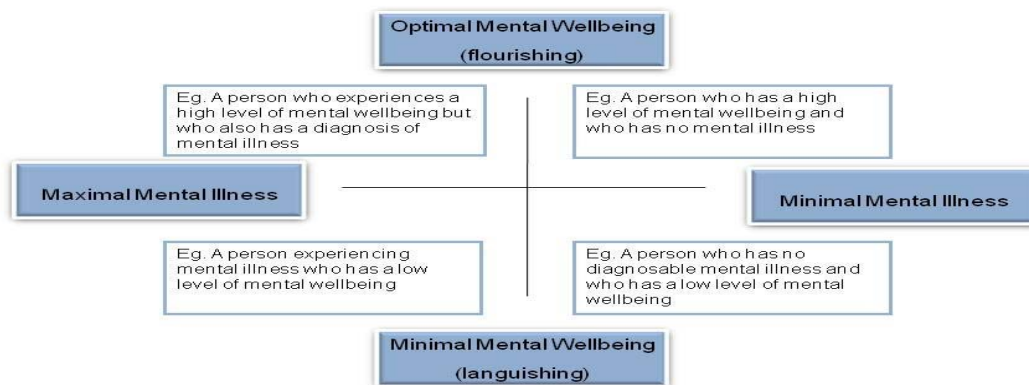 Optimal Mental Wellbeing
(flourishing)
Eg. A person who experiences a
high level of mental wellbeing but
who also has a diagnosis of
mental illness
Eg. A person who has a high
level of mental wellbeing and
who has no mental illness
Maximal Mental Illness
Minimal Mental Illness
Eg. A person experiencing
mental illness who has a low
level of mental wellbeing
Eg. A person who has no
diagnosable mental illness and
who has a low level of mental
wellbeing
Minimal Mental Wellbeing
(languishing)